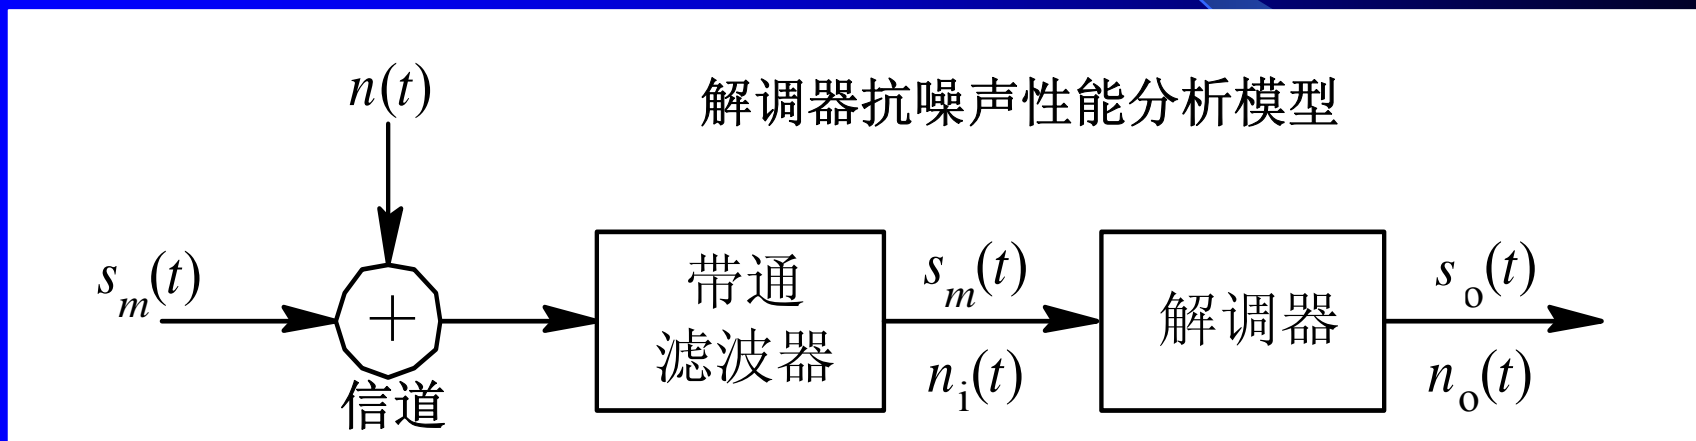 n(t)
解调器抗噪声性能分析模型
s_m(t)
+
信道
带通
滤波器
s_m(t)
n_i(t)
解调器
s_o(t)
n_o(t)